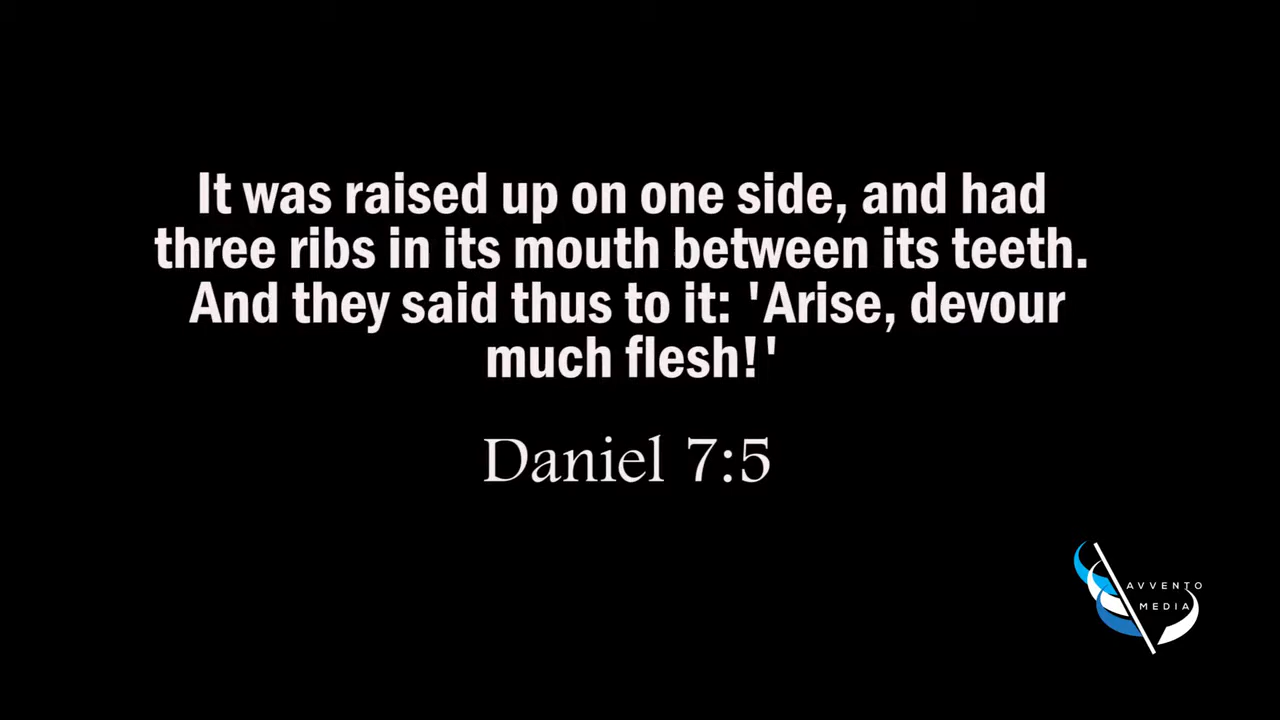 It was raised up on one side, and had
three ribs in its mouth between its teeth.
And they said thus to it: 'Arise, devour
much flesh!'
Daniel 7:5
AVVENTO
MEDIA